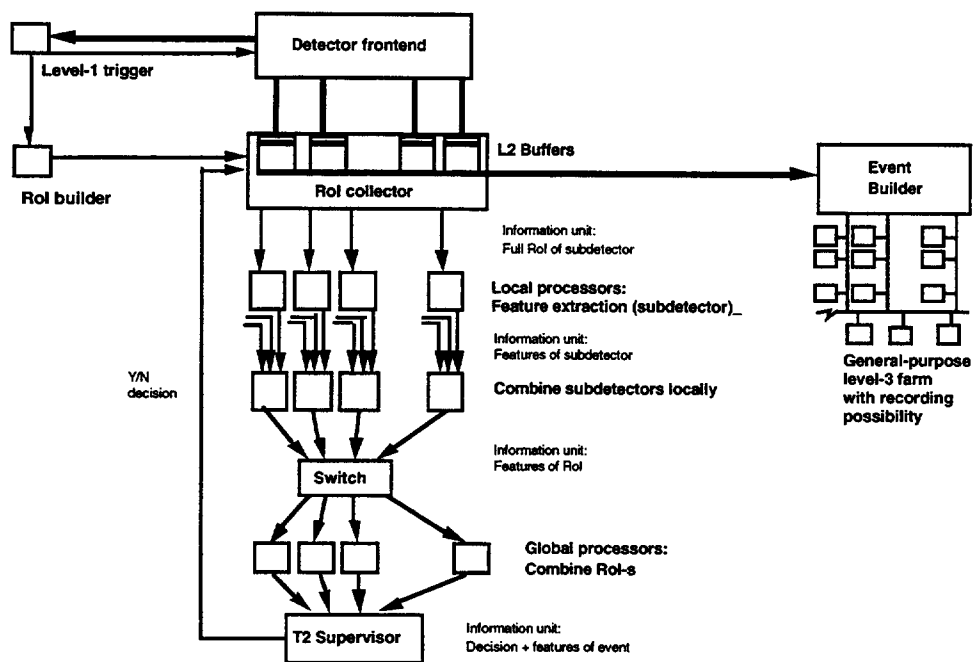 Detector frontend
Level-1 trigger
L2 Buffers
RoI collector
RoI builder
Event
Builder
Information unit:
Full RoI of subdetector
Local processors:
Feature extraction (subdetector)_
Information unit:
Features of subdetector
Y/N
decision
Combine subdetectors locally
General-purpose
level-3 farm
with recording
possibility
Information unit:
Features of RoI
Switch
Global processors:
Combine RoI-s
T2 Supervisor
Information unit:
Decision + features of event